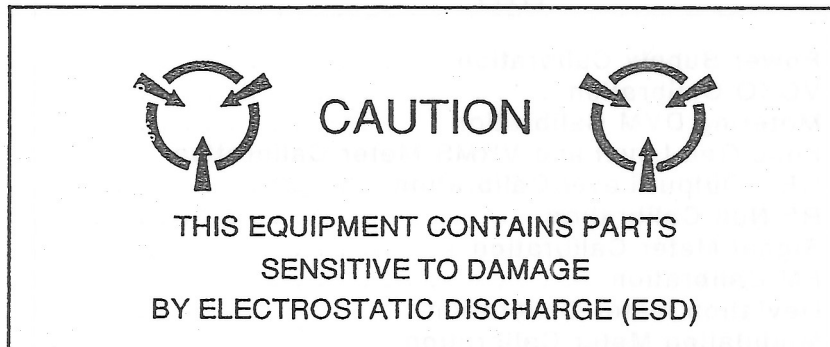 CAUTION
THIS EQUIPMENT CONTAINS PARTS
SENSITIVE TO DAMAGE
BY ELECTROSTATIC DISCHARGE (ESD)